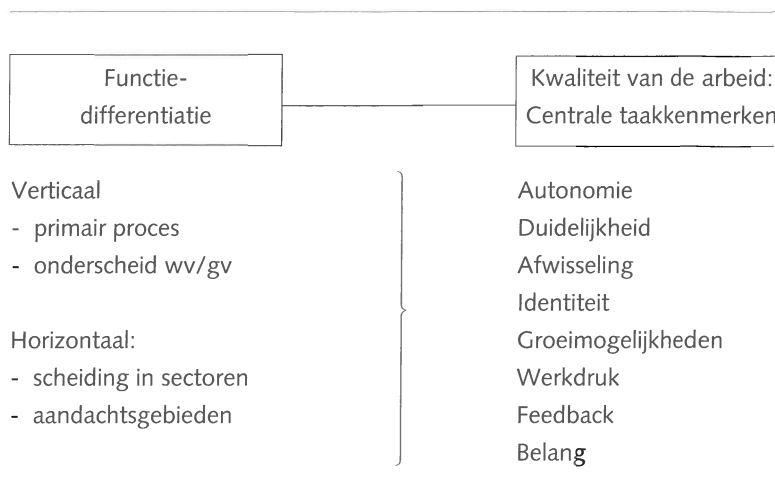 Functie-
differentiatie
Kwaliteit van de arbeid:
Centrale taakkenmerken
Verticaal
- primair proces
- onderscheid wv/gv
Horizontaal:
- scheiding in sectoren
- aandachtsgebieden
Autonomie
Duidelijkheid
Afwisseling
Identiteit
Groeimogelijkheden
Werkdruk
Feedback
Belang